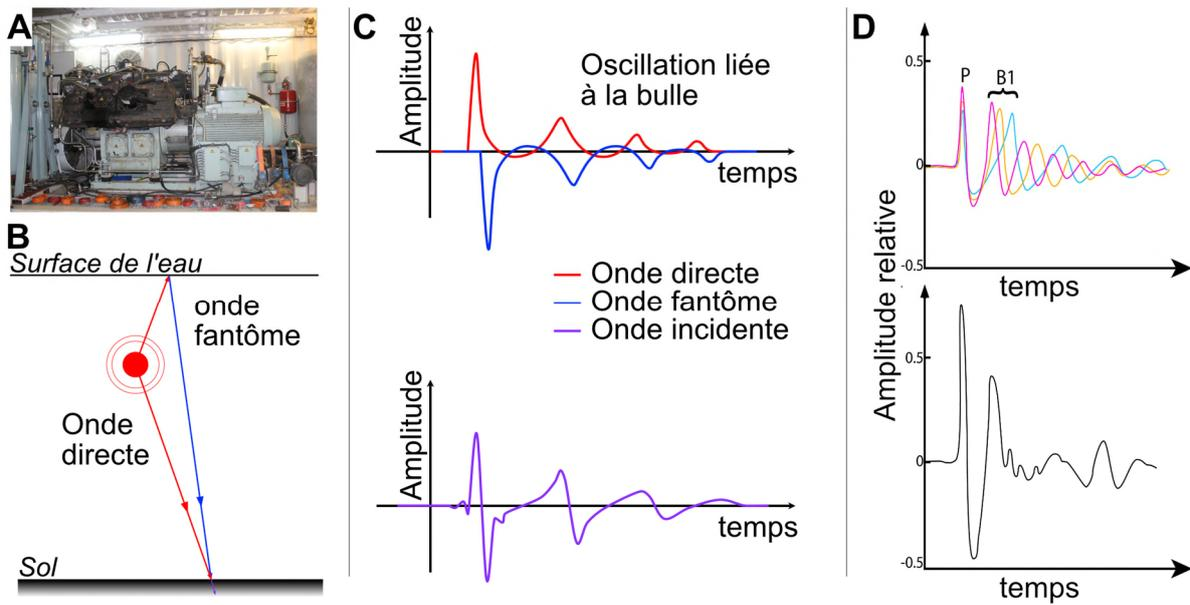 A
B
Surface de l'eau
onde
fantôme
Onde
directe
Sol
C
Amplitude
Oscillation liée
à la bulle
temps
Onde directe
Onde fantôme
Onde incidente
Amplitude
temps
D
0.5
P
B1
0
-0.5
temps
Amplitude relative
0.5
0
-0.5
temps